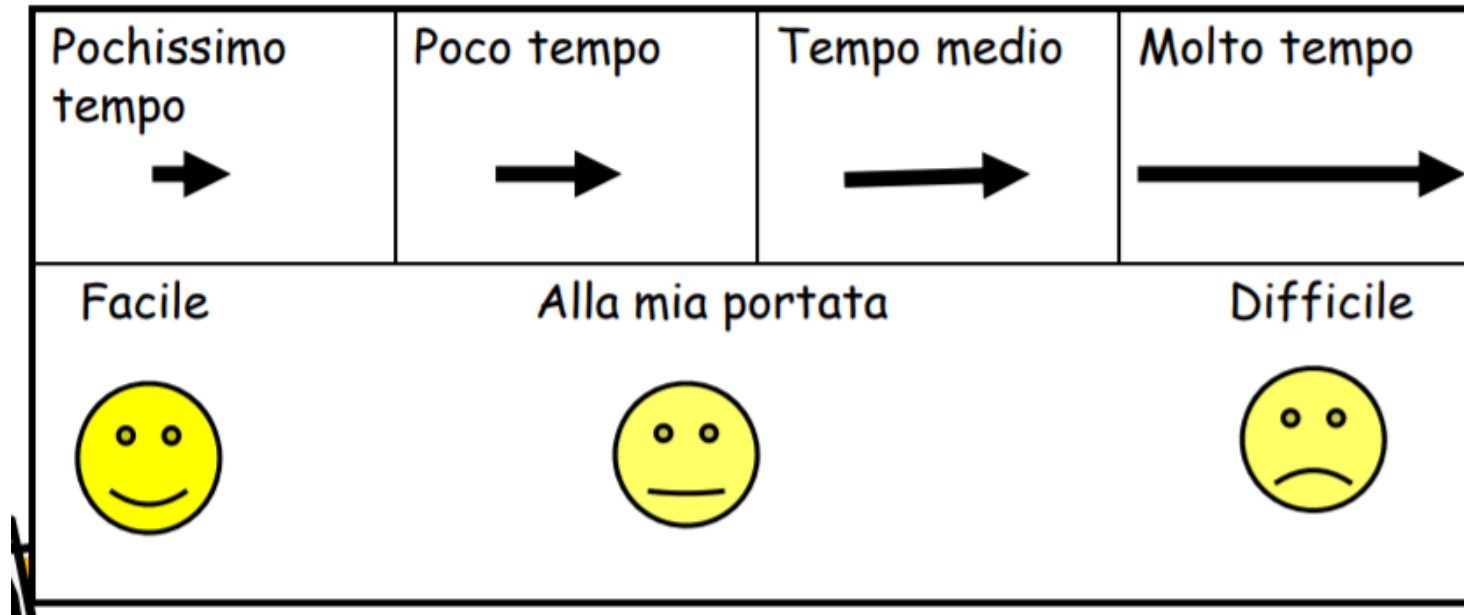 Pochissimo
tempo
Poco tempo
Tempo medio
Molto tempo
Facile
Alla mia portata
Difficile